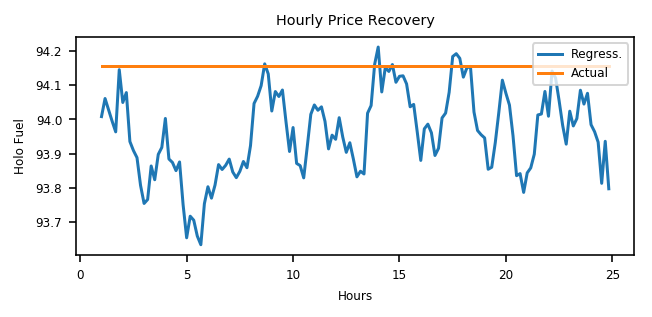 Hourly Price Recovery
Regress.
Actual
Holo Fuel
94.2
94.1
94.0
93.9
93.8
93.7
0 5 10 15 20 25
Hours